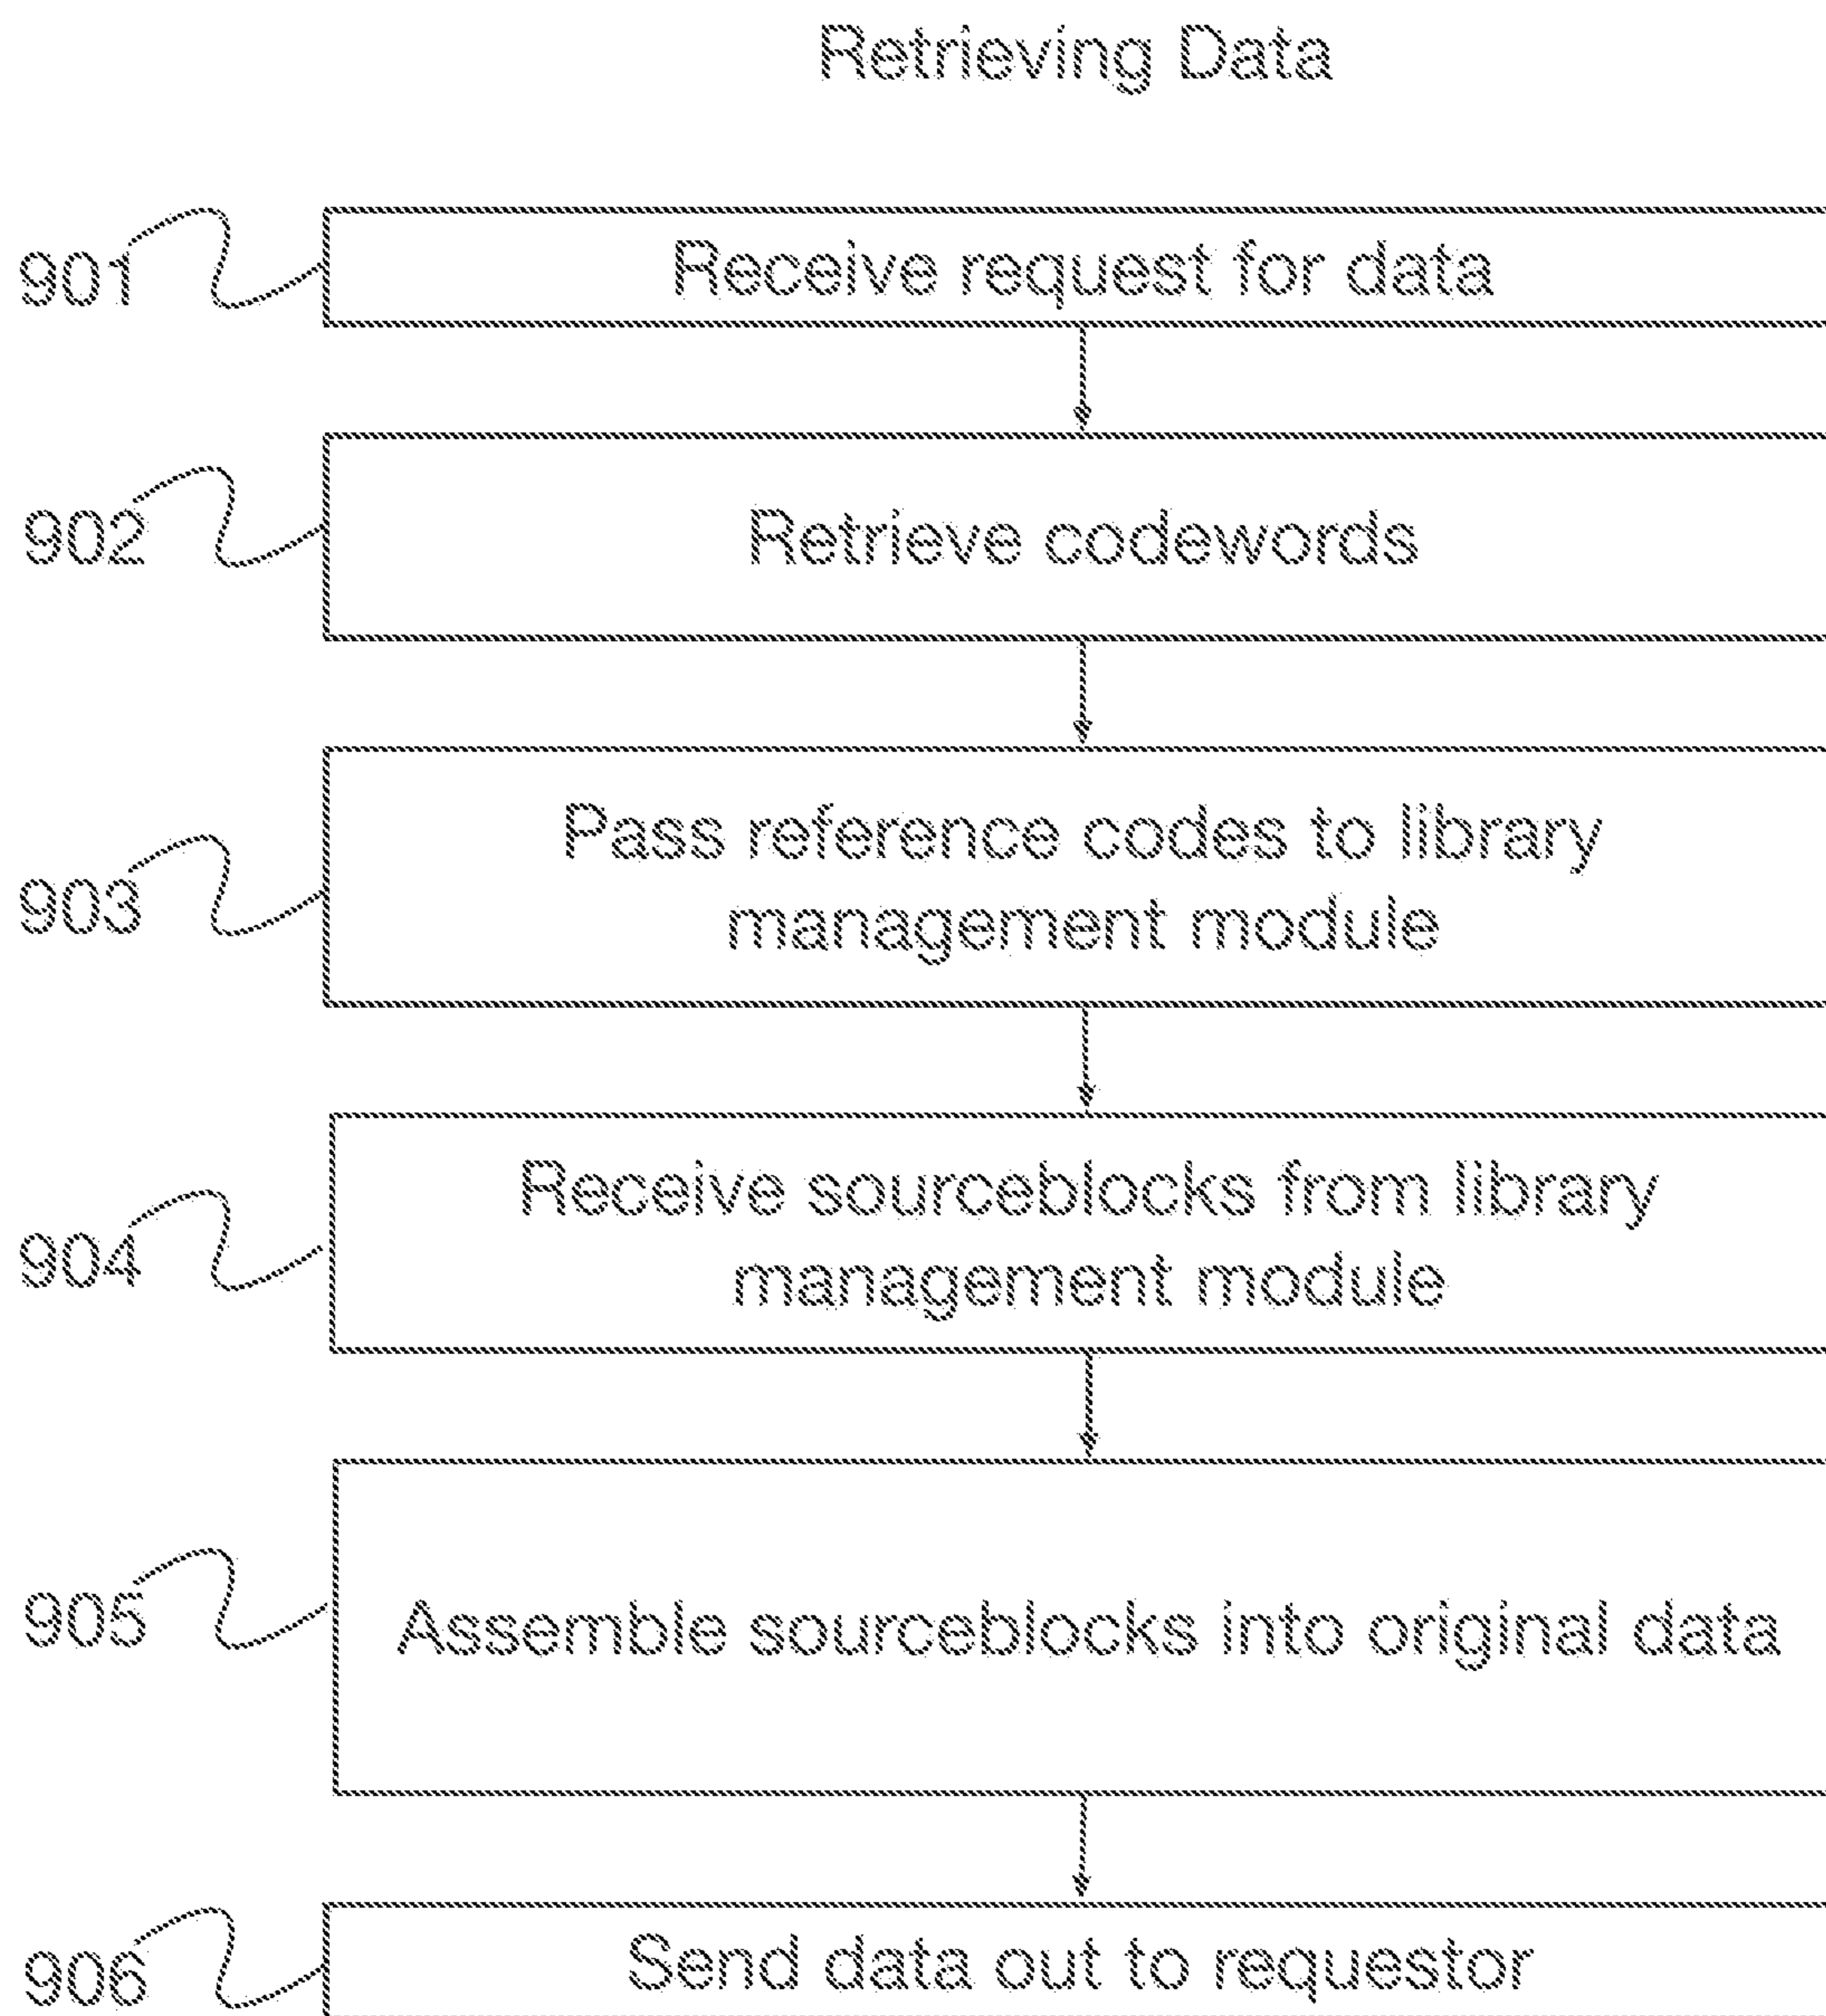 Retrieving Data
901
Receive request for data
902
Retrieve codewords
903
Pass reference codes to library
management module
904
Receive sourceblocks from library
management module
905
Assemble sourceblocks into original data
906
Send data out to requestor